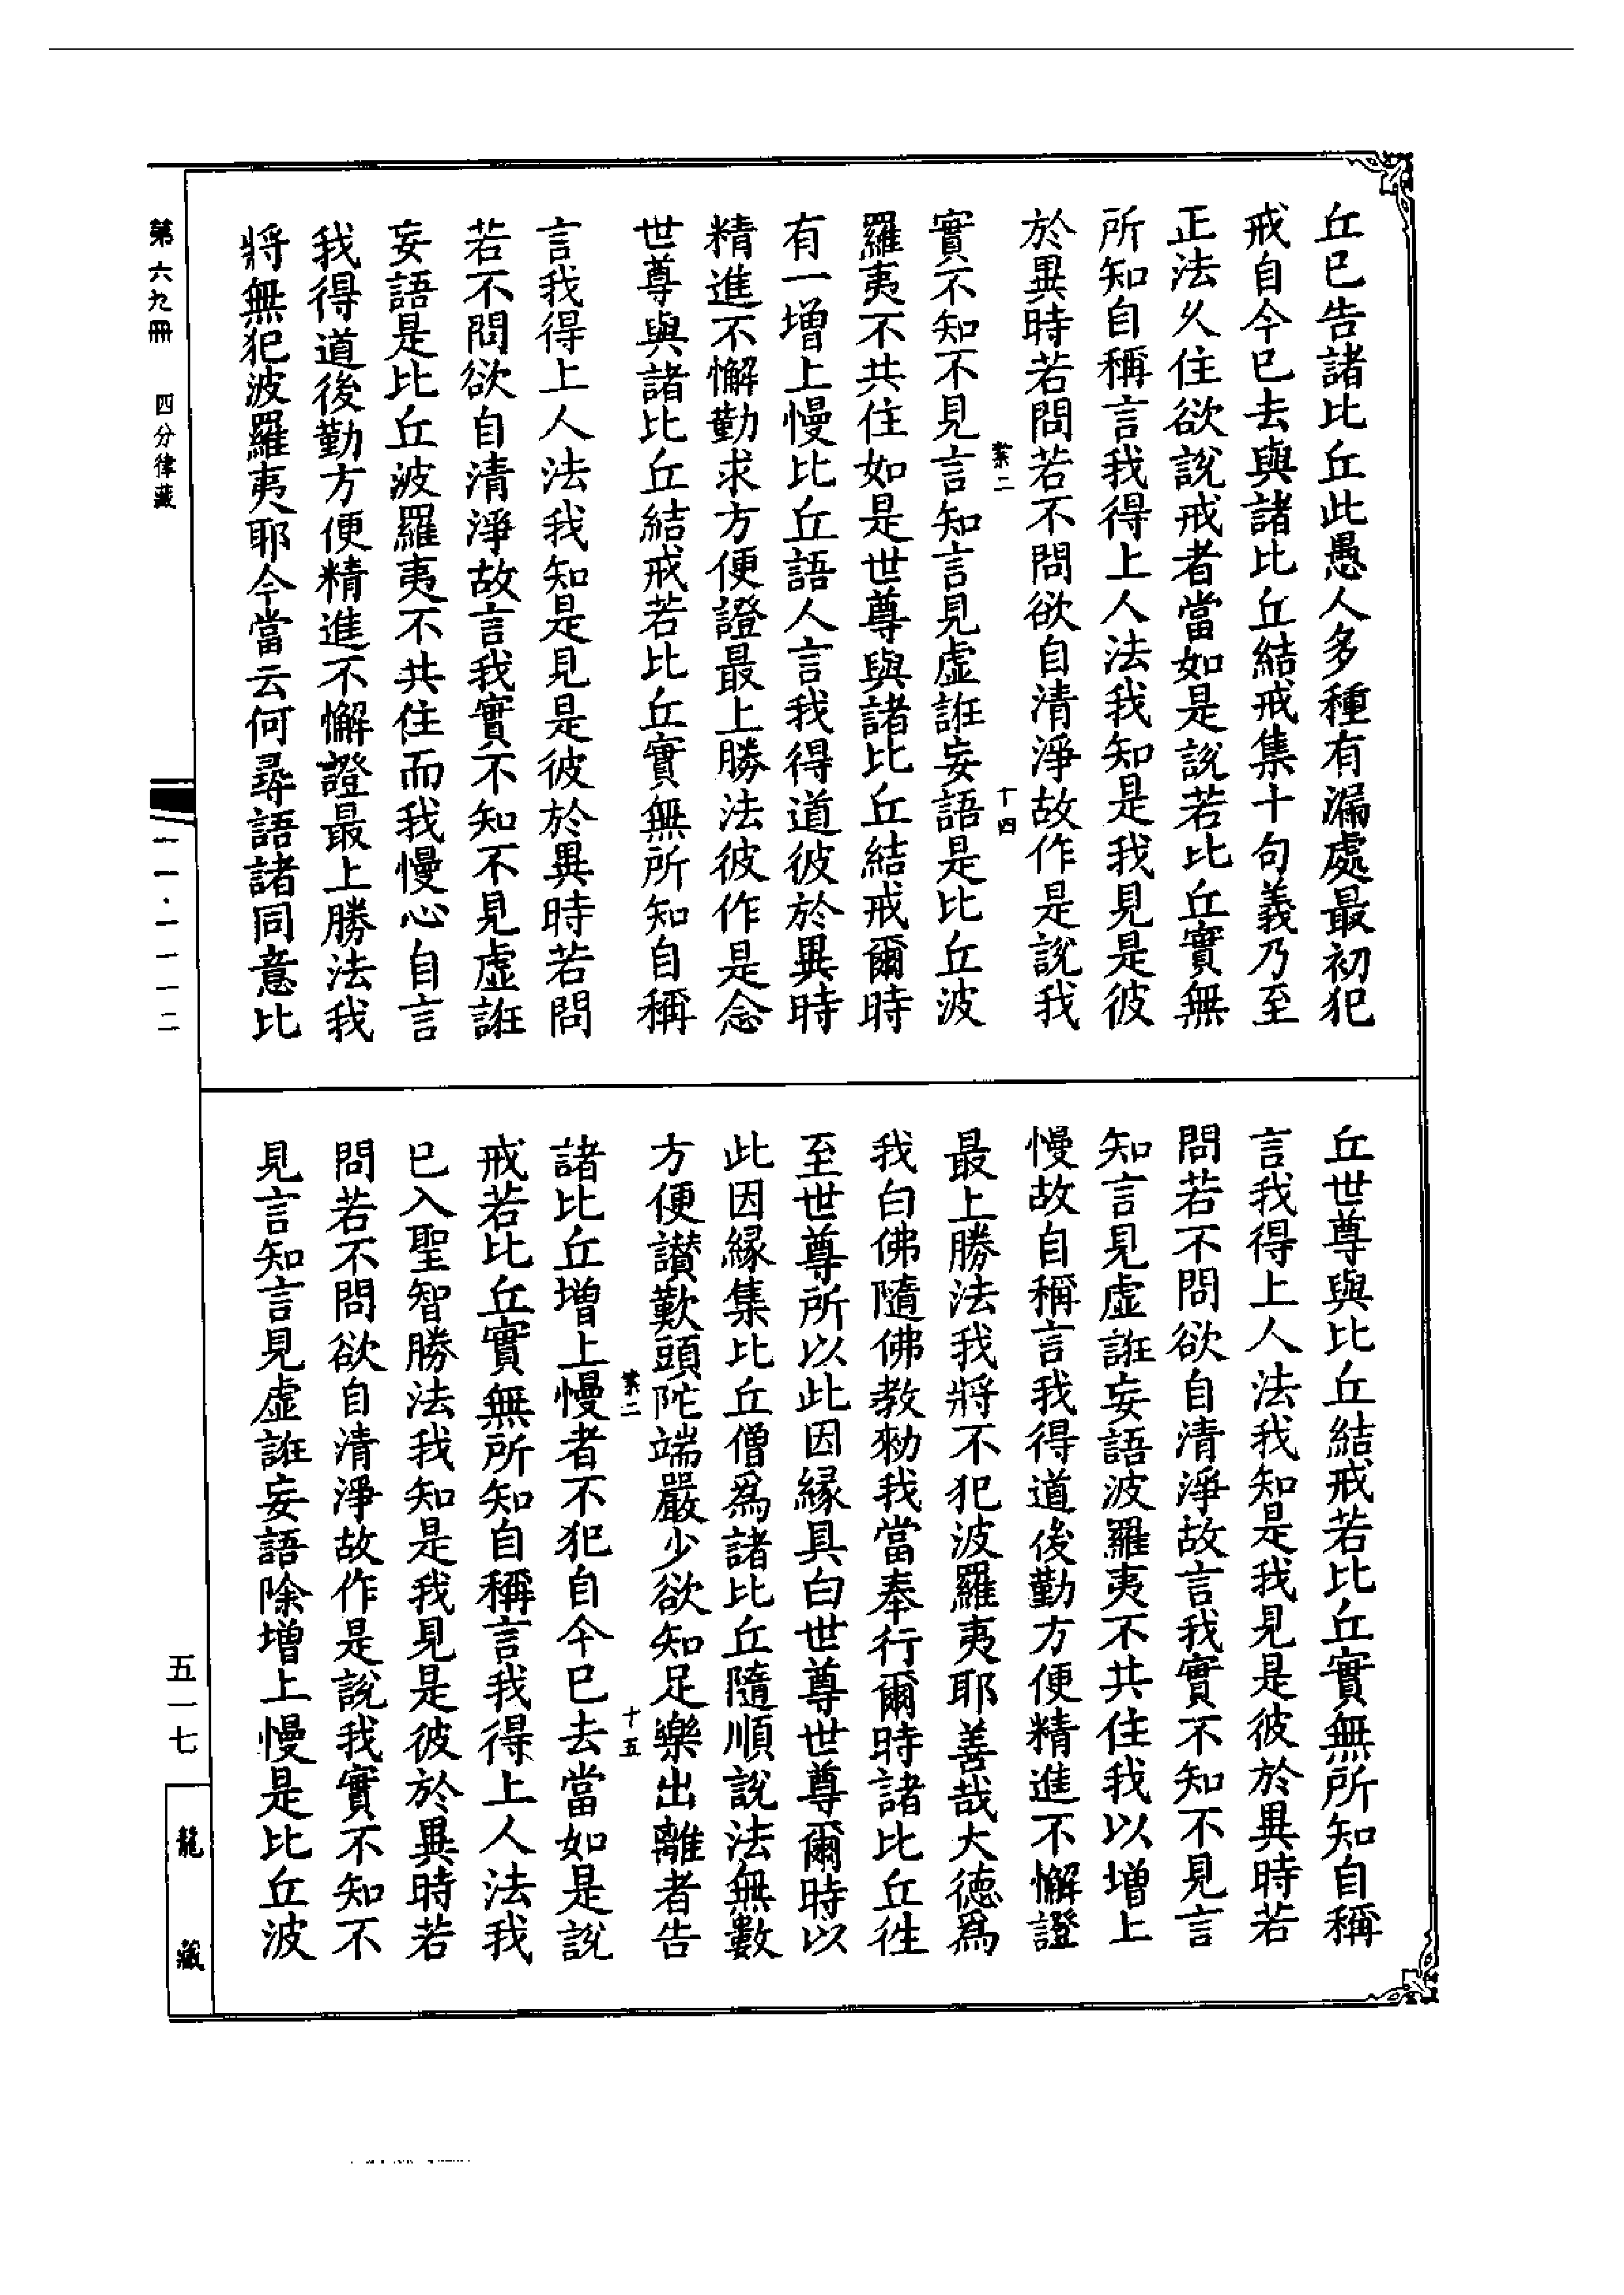 丘已告諸比丘此愚人多種有漏處最初犯
戒自今已去與諸比丘結戒集十句義乃至
正法久住欲說戒者當如是說若比丘實無
所知自稱言我得上人法我知是我見是彼
於異時若問若不問欲自清淨故作是說我
業二 十四
實不知不見言知言見虛誑妄語是比丘波
羅夷不共住如是世尊與諸比丘結戒爾時
有一增上慢比丘語人言我得道彼於異時
精進不懈勤求方便證最上勝法彼作是念
世尊與諸比丘結戒若比丘實無所知自稱
言我得上人法我知是見是彼於異時若問
若不問欲自清淨故言我實不知不見虛誑
妄語是比丘波羅夷不共住而我慢心自言
我得道後勤方便精進不懈證最上勝法我
將無犯波羅夷耶今當云何尋語諸同意比
丘世尊與比丘結戒若比丘實無所知自稱
言我得上人法我知是我見是彼於異時若
問若不問欲自清淨故言我實不知不見言
知言見虛誑妄語波羅夷不共住我以增上
慢故自稱言我得道後勤方便精進不懈證
最上勝法我將不犯波羅夷耶善哉大德為
我白佛隨佛教勑我當奉行爾時諸比丘往
至世尊所以此因緣具白世尊世尊爾時以
此因緣集比丘僧爲諸比丘隨順說法無數
方便讃歎頭陀端嚴少欲知足樂出離者告
業二 十五
諸比丘增上慢者不犯自今已去當如是說
戒若比丘實無所知自稱言我得上人法我
已入聖智勝法我知是我見是彼於異時若
問若不問欲自清淨故作是說我實不知不
見言知言見虛誑妄語除增上慢是比丘波
第六九冊 四分律藏
一一·一一一二
五一七
龍藏